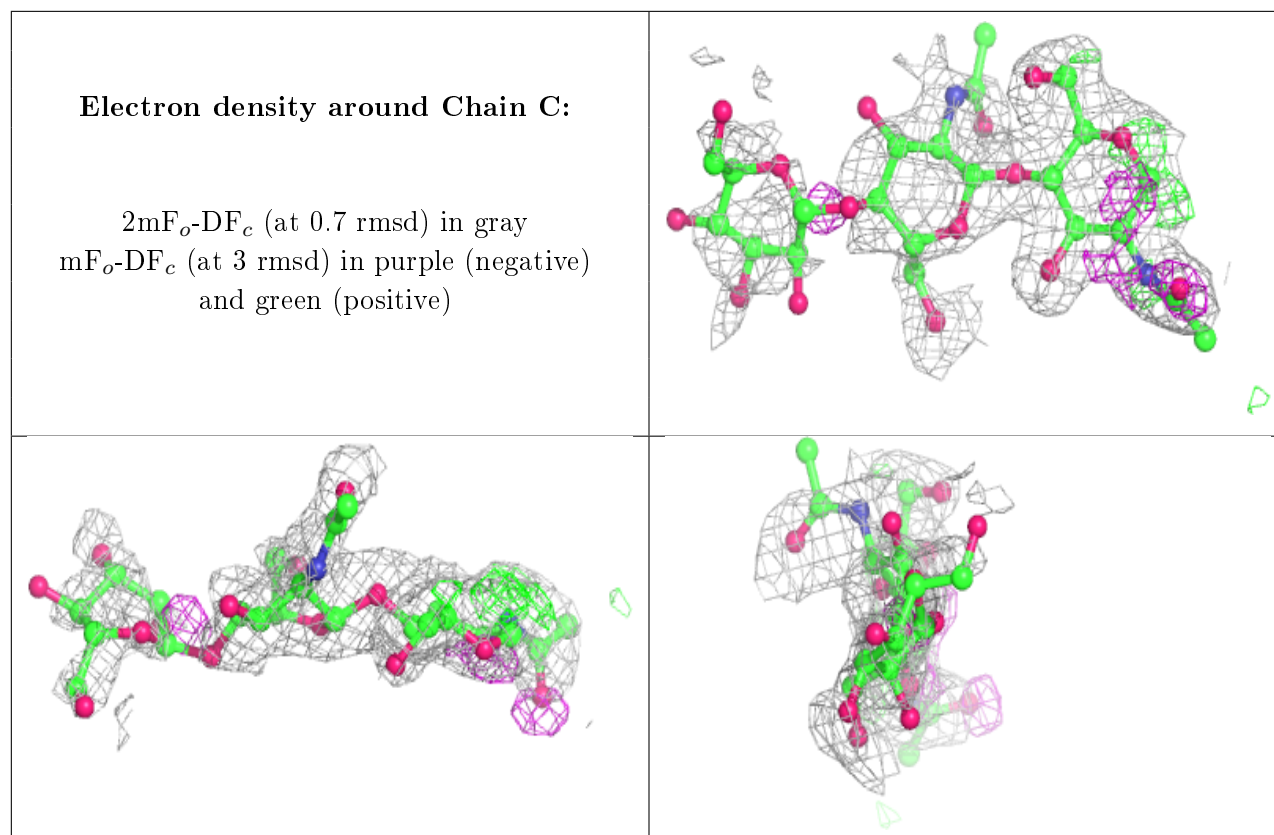 Electron density around Chain C:
2mFₒ-DF𝒸 (at 0.7 rmsd) in gray
mFₒ-DF𝒸 (at 3 rmsd) in purple (negative)
and green (positive)